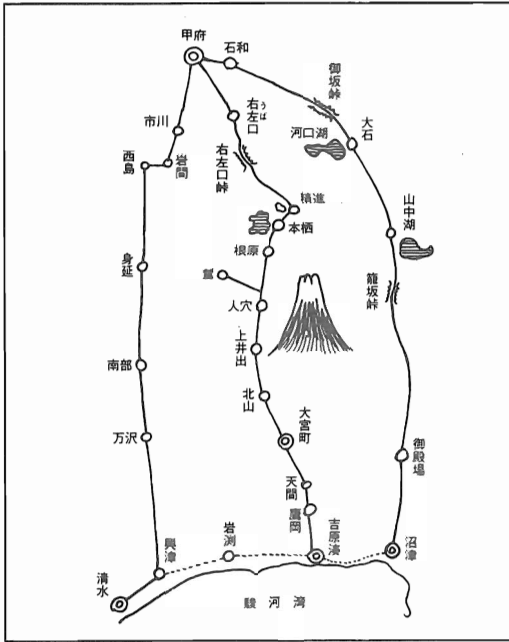 甲府
石和
御坂峠
大石
河口湖
右左口
うば
右左口峠
市川
岩間
西島
精進
本栖
根原
山中湖
籠坂峠
身延
人穴
上井出
南部
北山
大宮町
万沢
御殿場
天間
鷹岡
吉原湊
沼津
岩渕
興津
清水
駿河湾